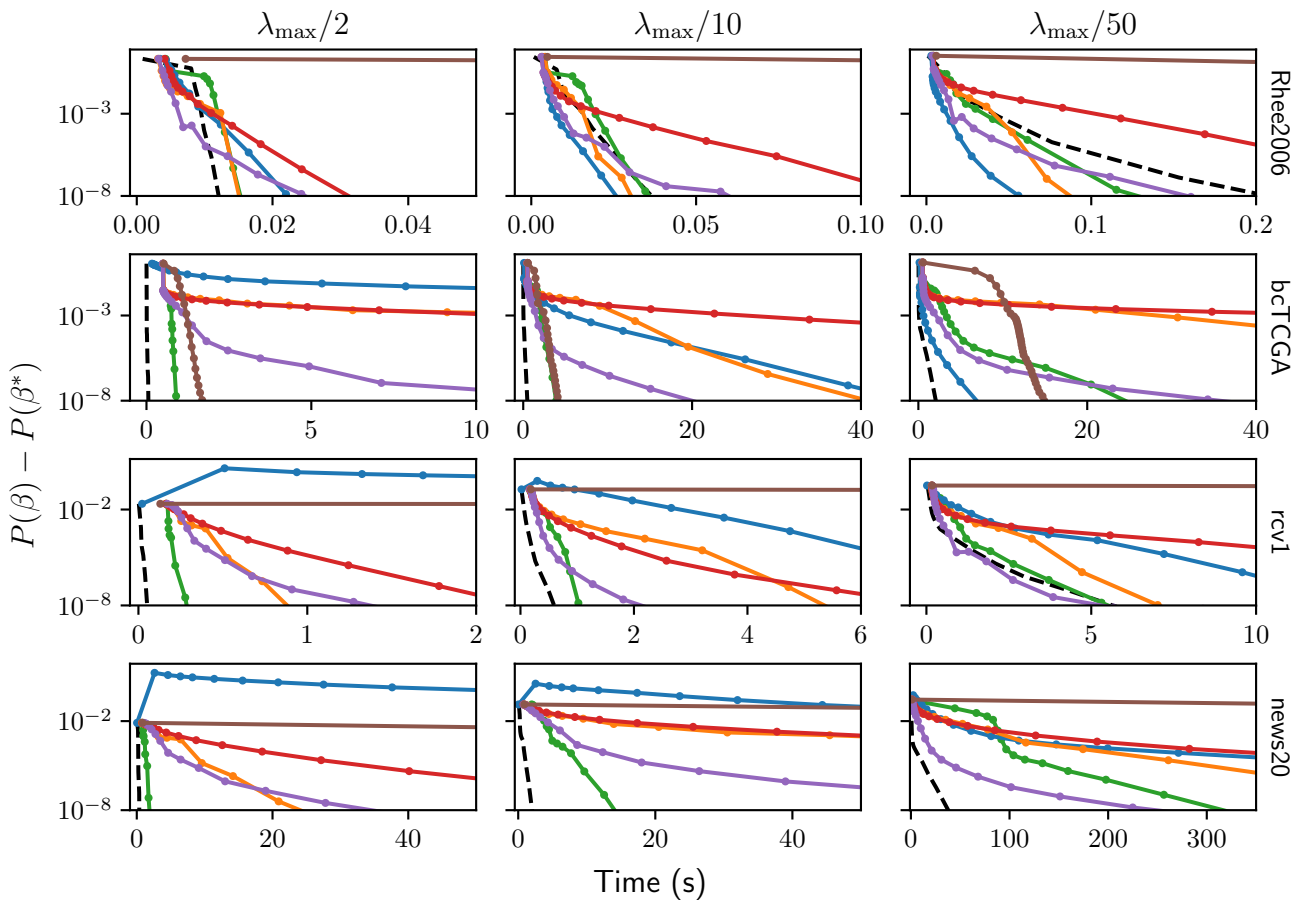 λmax/2 λmax/10 λmax/50
10⁻³
10⁻⁸
0.00 0.02 0.04 0.00 0.05 0.10 0.0 0.1 0.2
Rhee2006
10⁻³
10⁻⁸
0 5 10 0 20 40 0 20 40
bcTCGA
P(β) − P(β*)
10⁻²
10⁻⁸
0 1 2 0 2 4 6 0 5 10
rcv1
10⁻²
10⁻⁸
0 20 40 0 20 40 0 100 200 300
news20
Time (s)